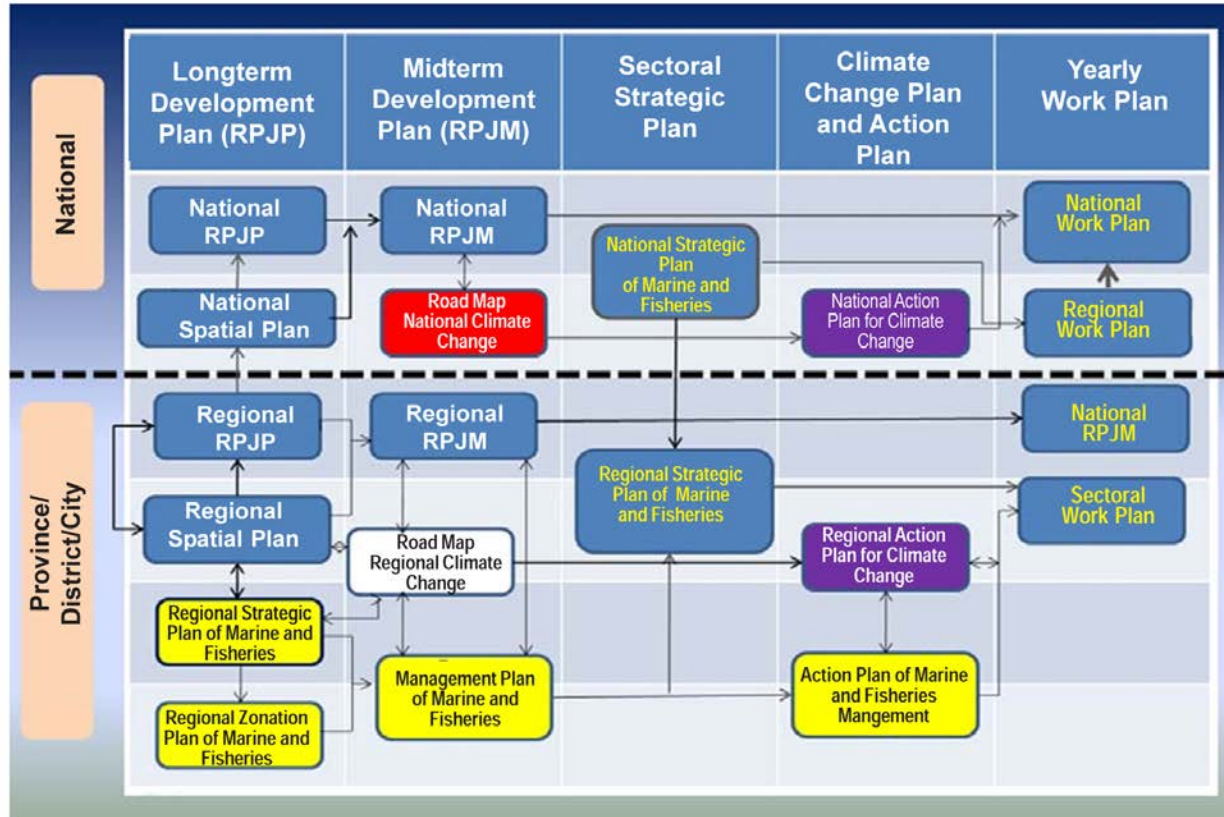 National
Province/
District/City
Longterm
Development
Plan (RPJP)
Midterm
Development
Plan (RPJM)
Sectoral
Strategic
Plan
Climate
Change Plan
and Action
Plan
Yearly
Work Plan
National
RPJP
National
RPJM
National Strategic
Plan
of Marine and
Fisheries
National
Work Plan
National
Spatial Plan
Road Map
National Climate
Change
National Action
Plan for Climate
Change
Regional
Work Plan
Regional
RPJP
Regional
RPJM
Regional Strategic
Plan of Marine
and Fisheries
National
RPJM
Regional
Spatial Plan
Road Map
Regional Climate
Change
Regional Action
Plan for Climate
Change
Sectoral
Work Plan
Regional Strategic
Plan of Marine and
Fisheries
Management Plan
of Marine and
Fisheries
Action Plan of Marine
and Fisheries
Mangement
Regional Zonation
Plan of Marine and
Fisheries